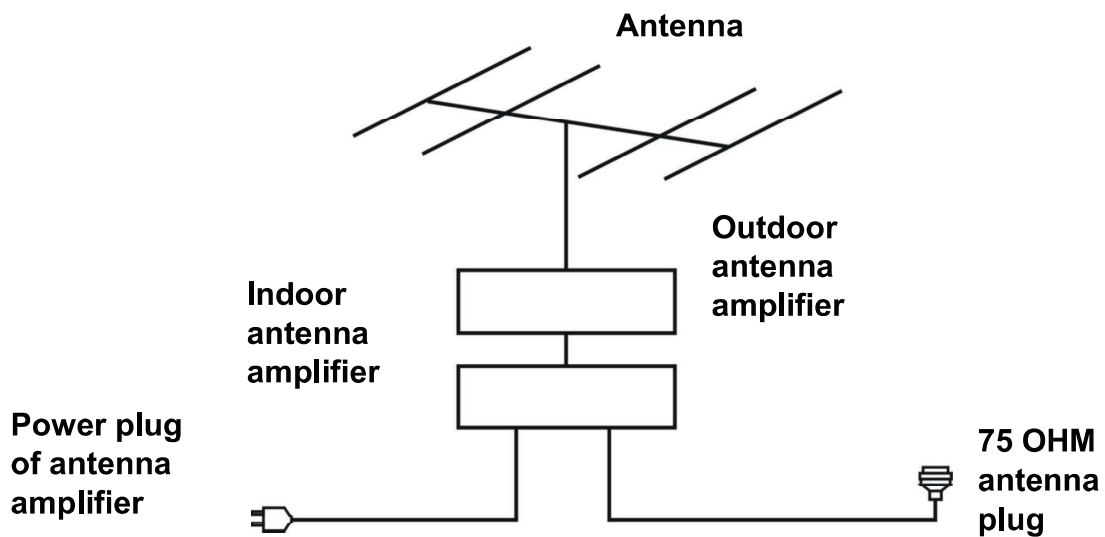 Antenna
Outdoor
antenna
amplifier
Indoor
antenna
amplifier
Power plug
of antenna
amplifier
75 OHM
antenna
plug